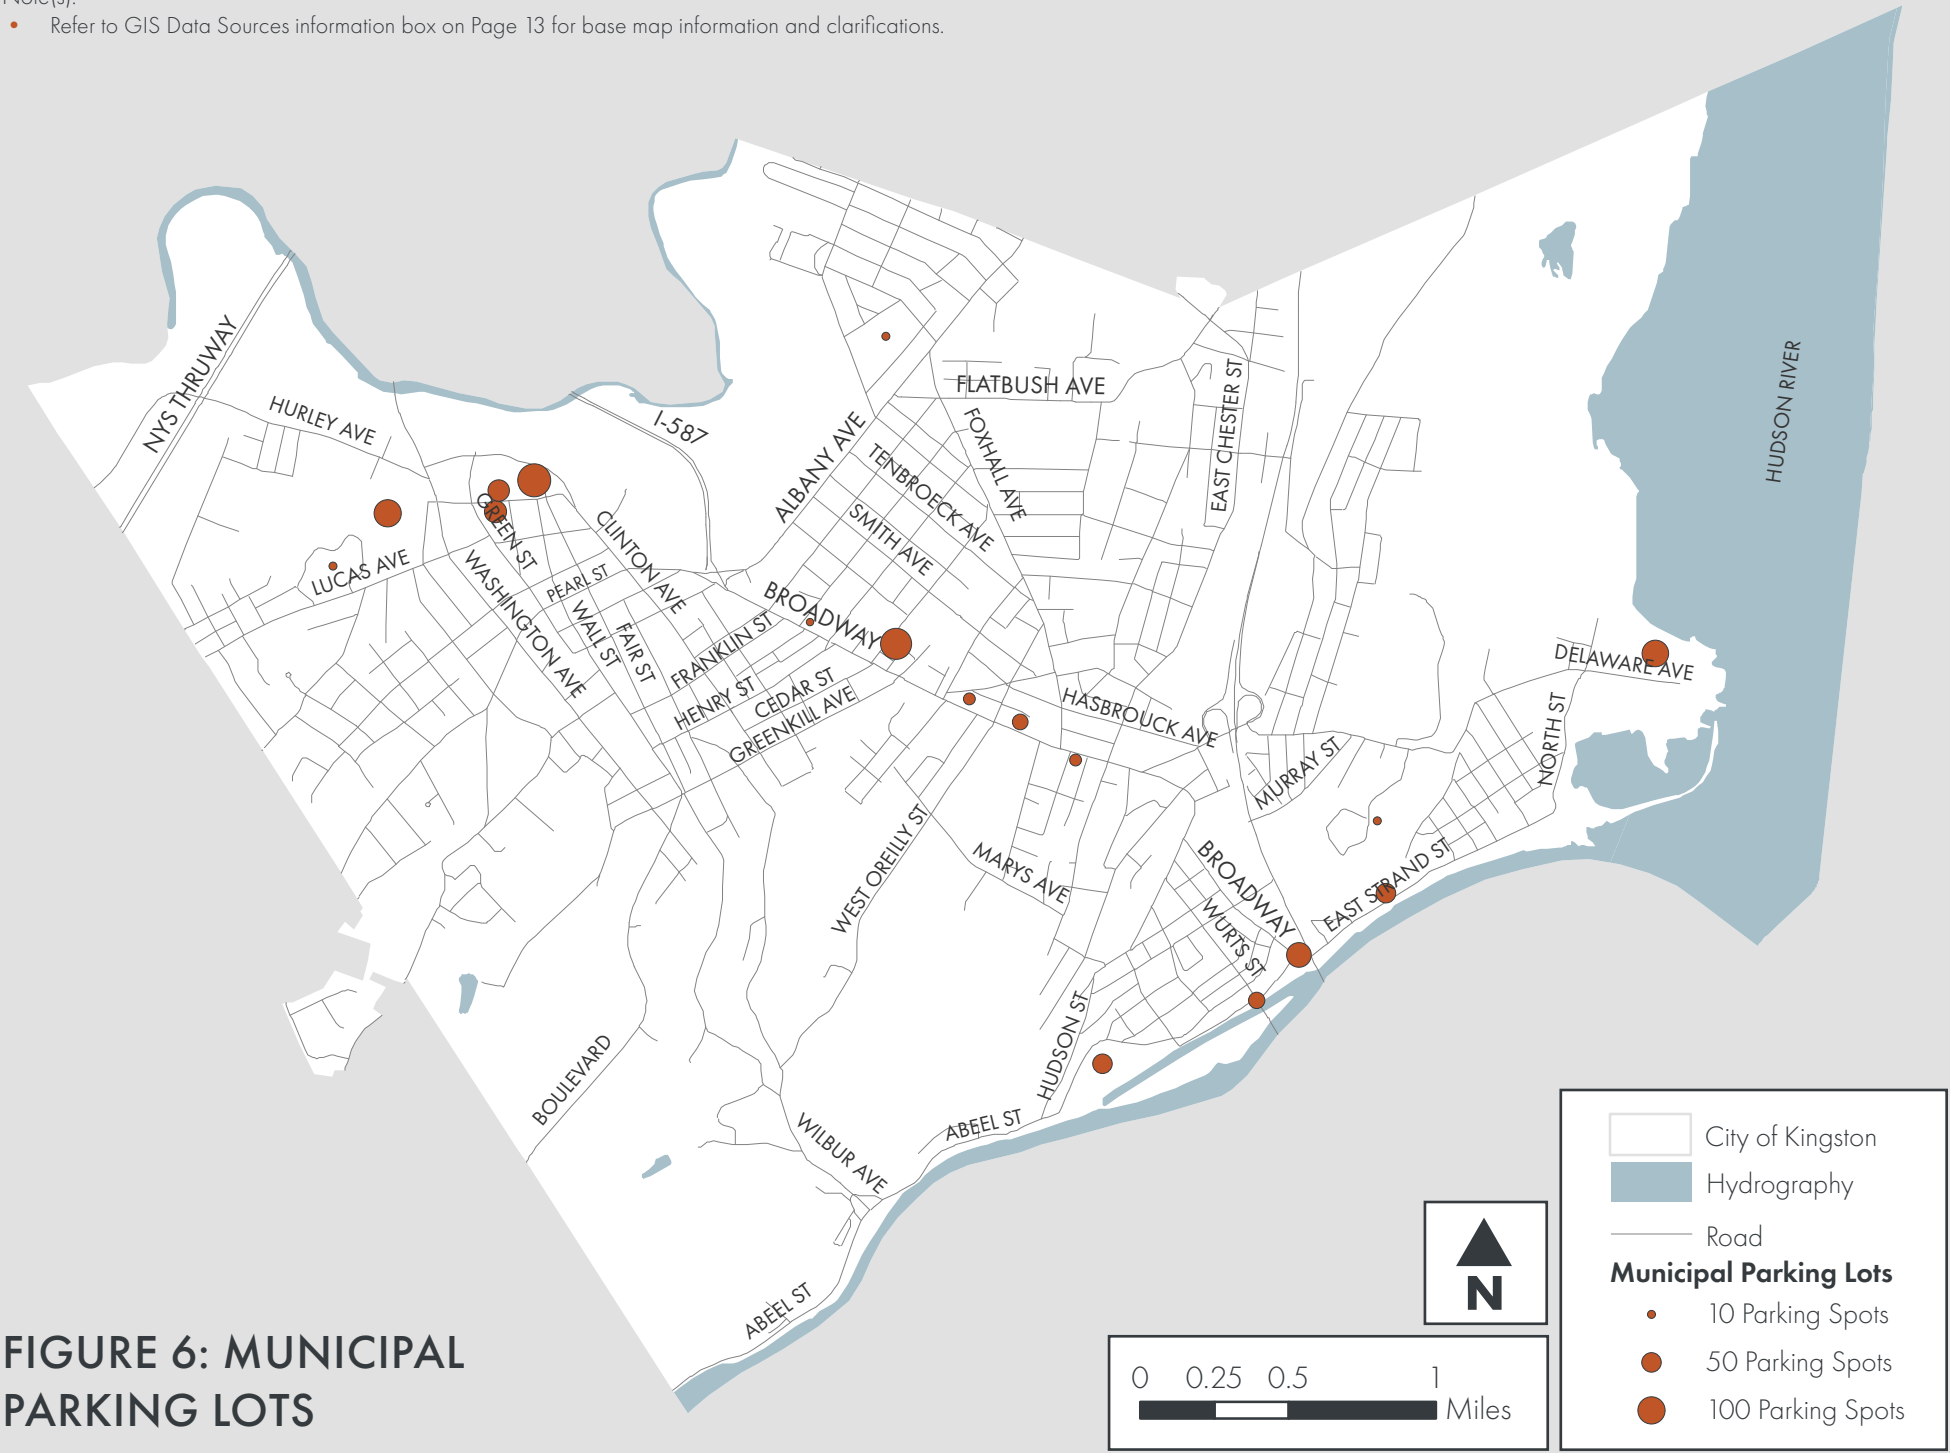 Note(s):
• Refer to GIS Data Sources information box on Page 13 for base map information and clarifications.
NYS THRUWAY
HURLEY AVE
I-587
ALBANY AVE
FLATBUSH AVE
FOXHALL AVE
EAST CHESTER ST
HUDSON RIVER
TENBROECK AVE
SMITH AVE
GREEN ST
CLINTON AVE
LUCAS AVE
WASHINGTON AVE
PEARL ST
WALL ST
FAIR ST
BROADWAY
FRANKLIN ST
HENRY ST
CEDAR ST
GREENKILL AVE
HASBROUCK AVE
DELAWARE AVE
NORTH ST
MURRAY ST
WEST OREILLY ST
MARYS AVE
BROADWAY
WURTS ST
EAST STRAND ST
HUDSON ST
BOULEVARD
WILBUR AVE
ABEEL ST
ABEEL ST
FIGURE 6: MUNICIPAL
PARKING LOTS
N
0 0.25 0.5 1
Miles
City of Kingston
Hydrography
Road
Municipal Parking Lots
10 Parking Spots
50 Parking Spots
100 Parking Spots